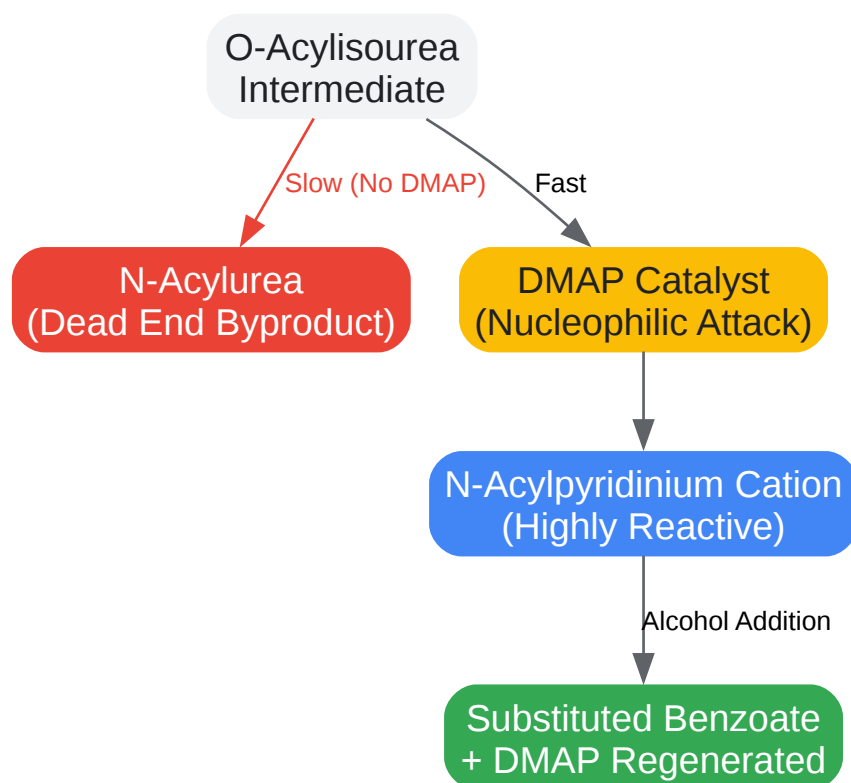 O-Acylisourea
Intermediate
Slow (No DMAP)
Fast
N-Acylurea
(Dead End Byproduct)
DMAP Catalyst
(Nucleophilic Attack)
N-Acylpyridinium Cation
(Highly Reactive)
Alcohol Addition
Substituted Benzoate
+ DMAP Regenerated